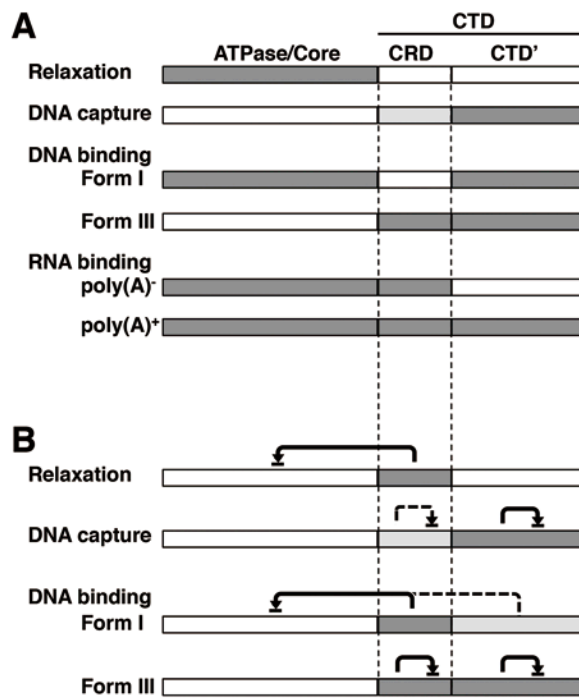 A
CTD
ATPase/Core CRD CTD'
Relaxation
DNA capture
DNA binding
Form I
Form III
RNA binding
poly(A)⁻
poly(A)⁺
B
Relaxation
DNA capture
DNA binding
Form I
Form III